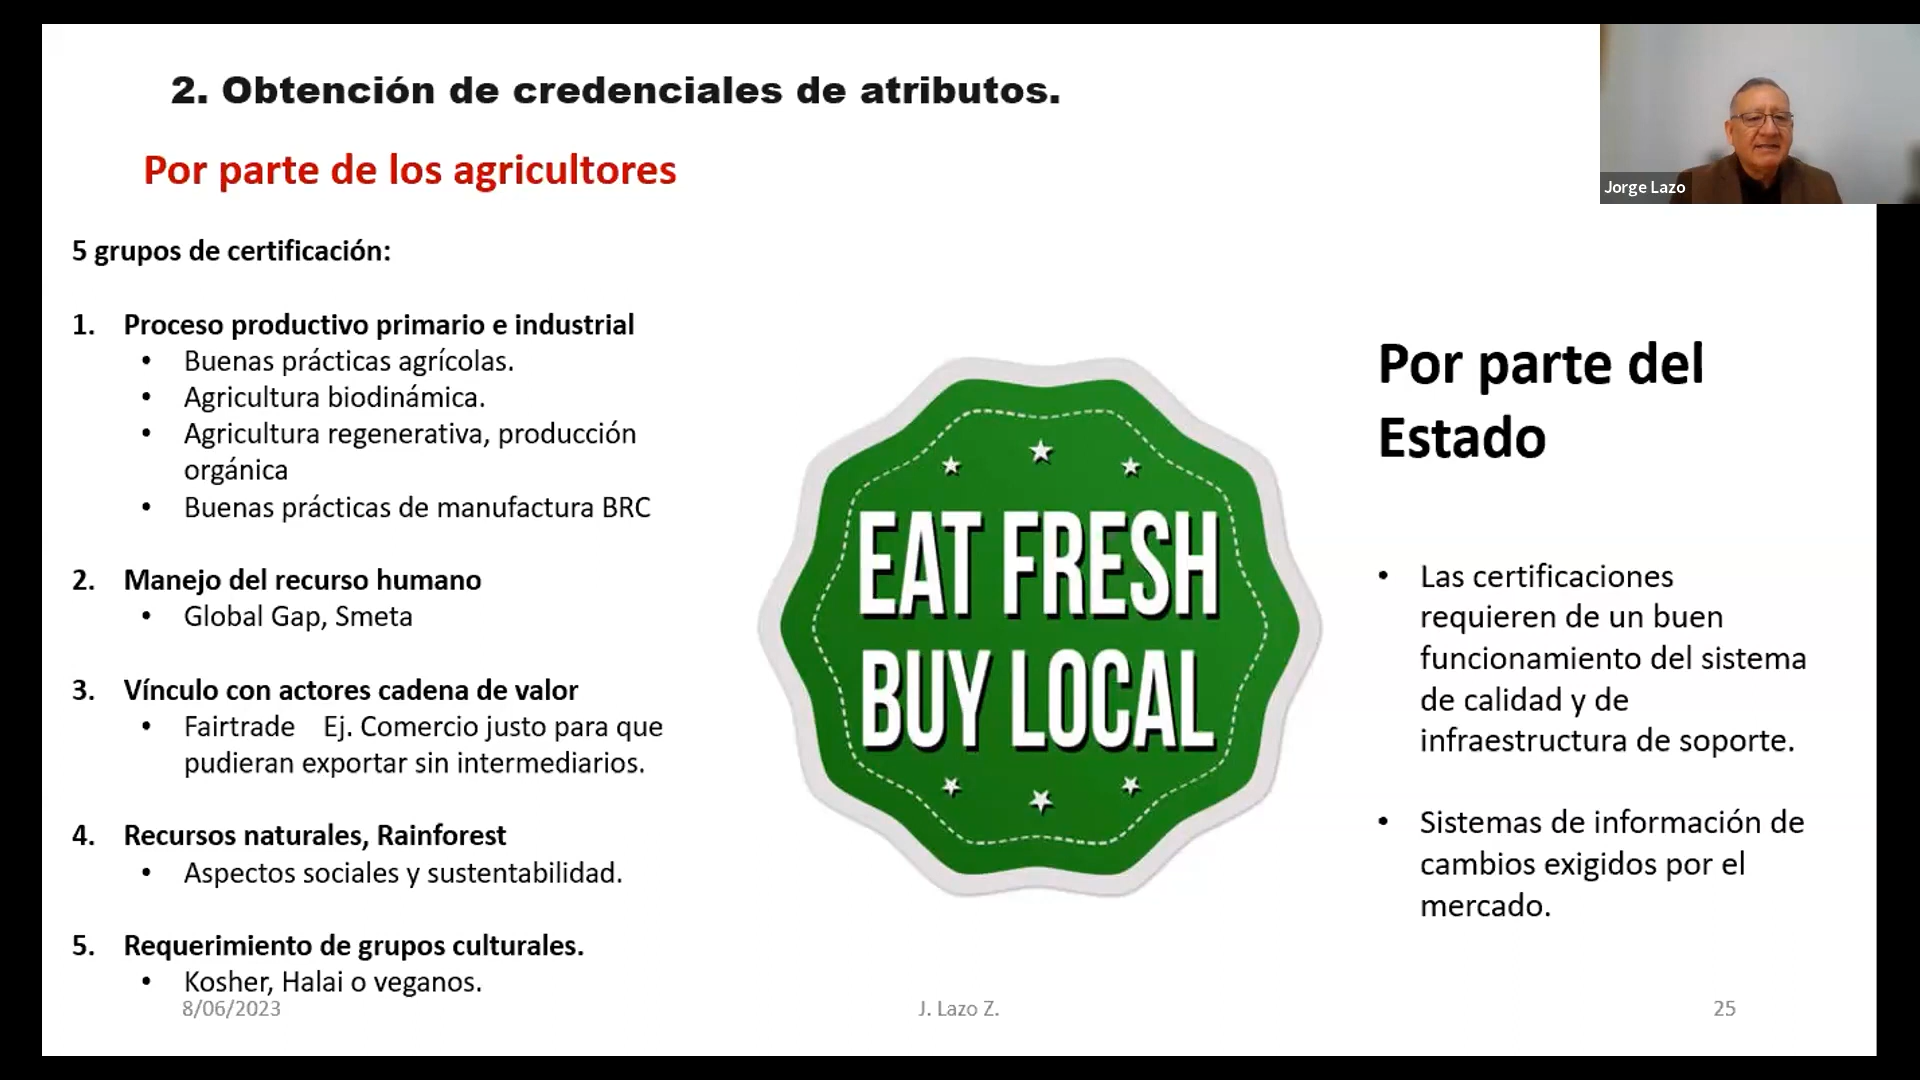 2. Obtención de credenciales de atributos.
Por parte de los agricultores
Jorge Lazo
5 grupos de certificación:
1. Proceso productivo primario e industrial
• Buenas prácticas agrícolas.
• Agricultura biodinámica.
• Agricultura regenerativa, producción
orgánica
• Buenas prácticas de manufactura BRC
2. Manejo del recurso humano
• Global Gap, Smeta
3. Vínculo con actores cadena de valor
• Fairtrade Ej. Comercio justo para que
pudieran exportar sin intermediarios.
4. Recursos naturales, Rainforest
• Aspectos sociales y sustentabilidad.
5. Requerimiento de grupos culturales.
• Kosher, Halai o veganos.
EAT FRESH
BUY LOCAL
Por parte del
Estado
• Las certificaciones
requieren de un buen
funcionamiento del sistema
de calidad y de
infraestructura de soporte.
• Sistemas de información de
cambios exigidos por el
mercado.
8/06/2023
J. Lazo Z.
25